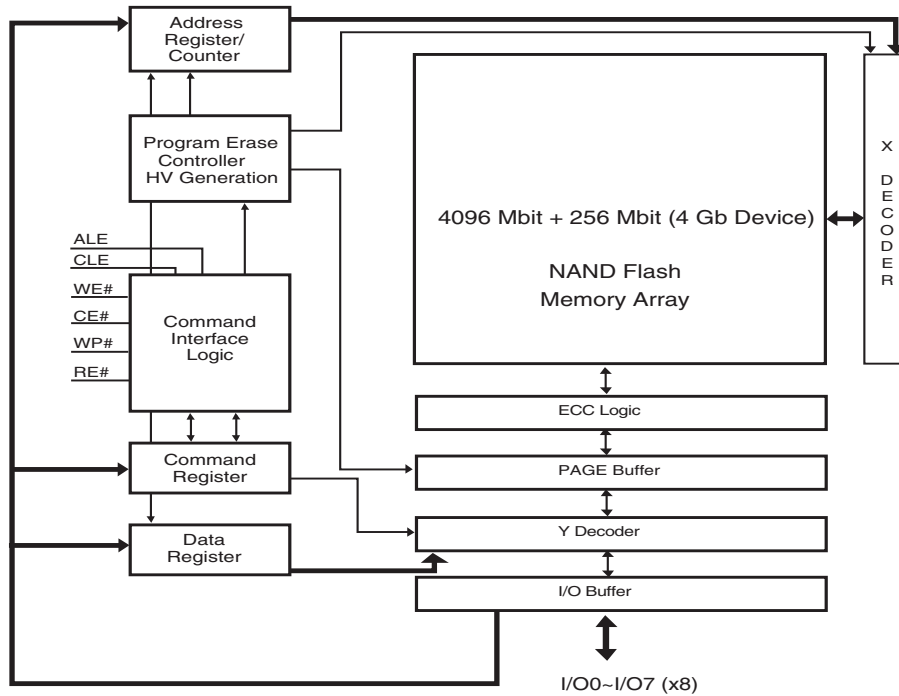 Address
Register/
Counter
Program Erase
Controller
HV Generation
ALE
CLE
WE#
CE#
WP#
RE#
Command
Interface
Logic
Command
Register
Data
Register
4096 Mbit + 256 Mbit (4 Gb Device)
NAND Flash
Memory Array
X
D
E
C
O
D
E
R
ECC Logic
PAGE Buffer
Y Decoder
I/O Buffer
I/O0~I/O7 (x8)